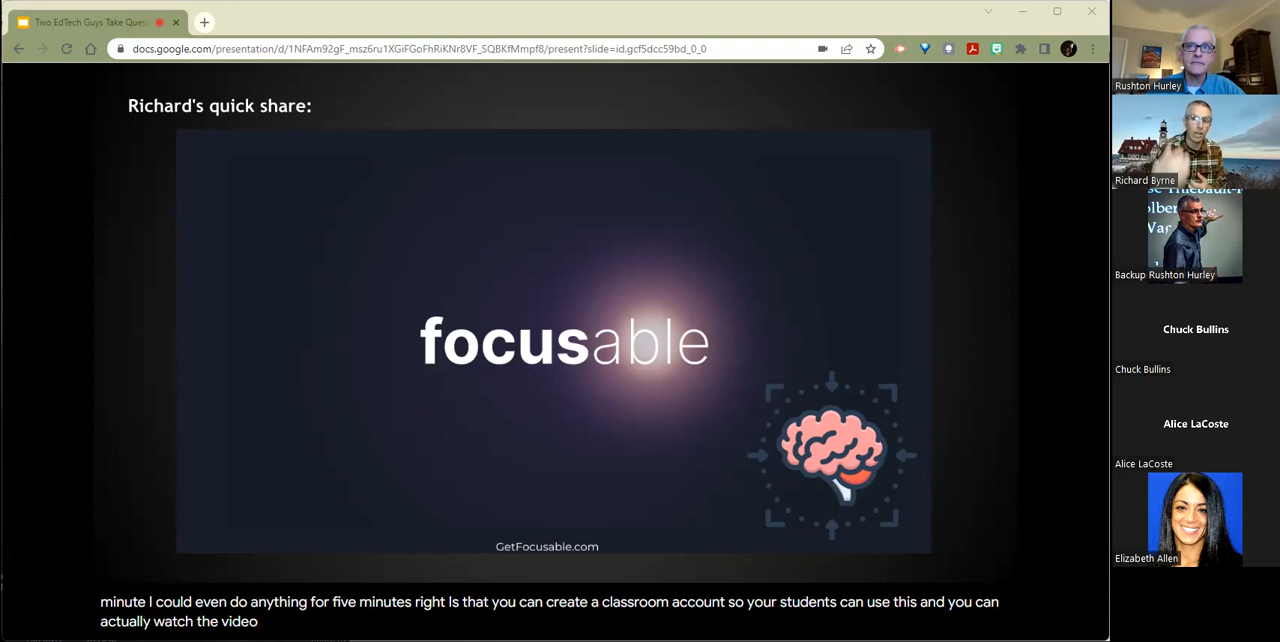 Two EdTech Guys Take Ques
docs.google.com/presentation/d/1NFAm92gF_msz6ru1XGiFGoFhRiKNr8VF_SQBKfMmpf8/present?slide=id.gcf5dcc59bd_0_0
Richard's quick share:
focusable
GetFocusable.com
minute I could even do anything for five minutes right Is that you can create a classroom account so your students can use this and you can
actually watch the video
Rushton Hurley
Richard Byrne
Backup Rushton Hurley
Chuck Bullins
Chuck Bullins
Alice LaCoste
Alice LaCoste
Elizabeth Allen